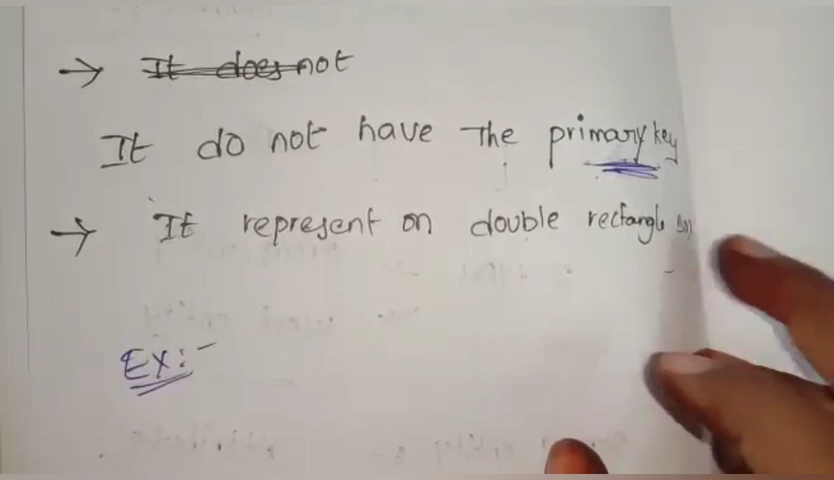 → It does not
It do not have the primary key
→ It represent on double rectangle
Ex:-